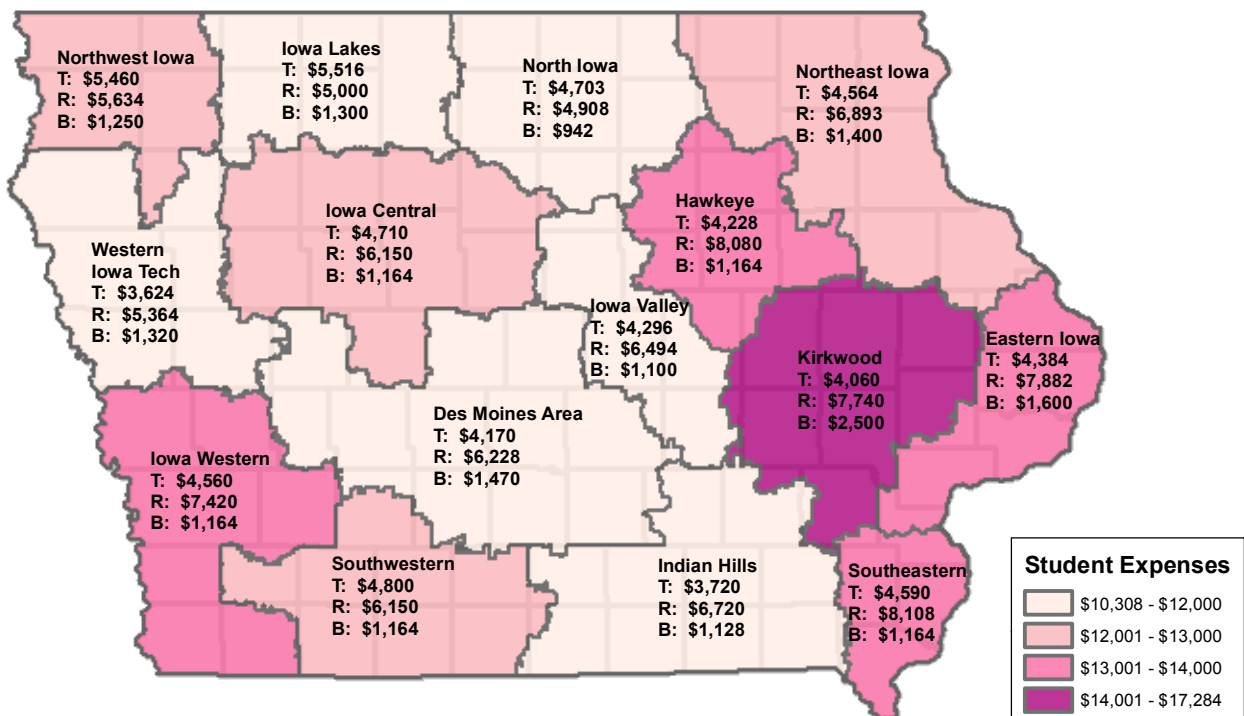 Northwest Iowa
T: $5,460
R: $5,634
B: $1,250
Iowa Lakes
T: $5,516
R: $5,000
B: $1,300
North Iowa
T: $4,703
R: $4,908
B: $942
Northeast Iowa
T: $4,564
R: $6,893
B: $1,400
Western
Iowa Tech
T: $3,624
R: $5,364
B: $1,320
Iowa Central
T: $4,710
R: $6,150
B: $1,164
Hawkeye
T: $4,228
R: $8,080
B: $1,164
Iowa Valley
T: $4,296
R: $6,494
B: $1,100
Kirkwood
T: $4,060
R: $7,740
B: $2,500
Eastern Iowa
T: $4,384
R: $7,882
B: $1,600
Iowa Western
T: $4,560
R: $7,420
B: $1,164
Des Moines Area
T: $4,170
R: $6,228
B: $1,470
Southwestern
T: $4,800
R: $6,150
B: $1,164
Indian Hills
T: $3,720
R: $6,720
B: $1,128
Southeastern
T: $4,590
R: $8,108
B: $1,164
Student Expenses
$10,308 - $12,000
$12,001 - $13,000
$13,001 - $14,000
$14,001 - $17,284